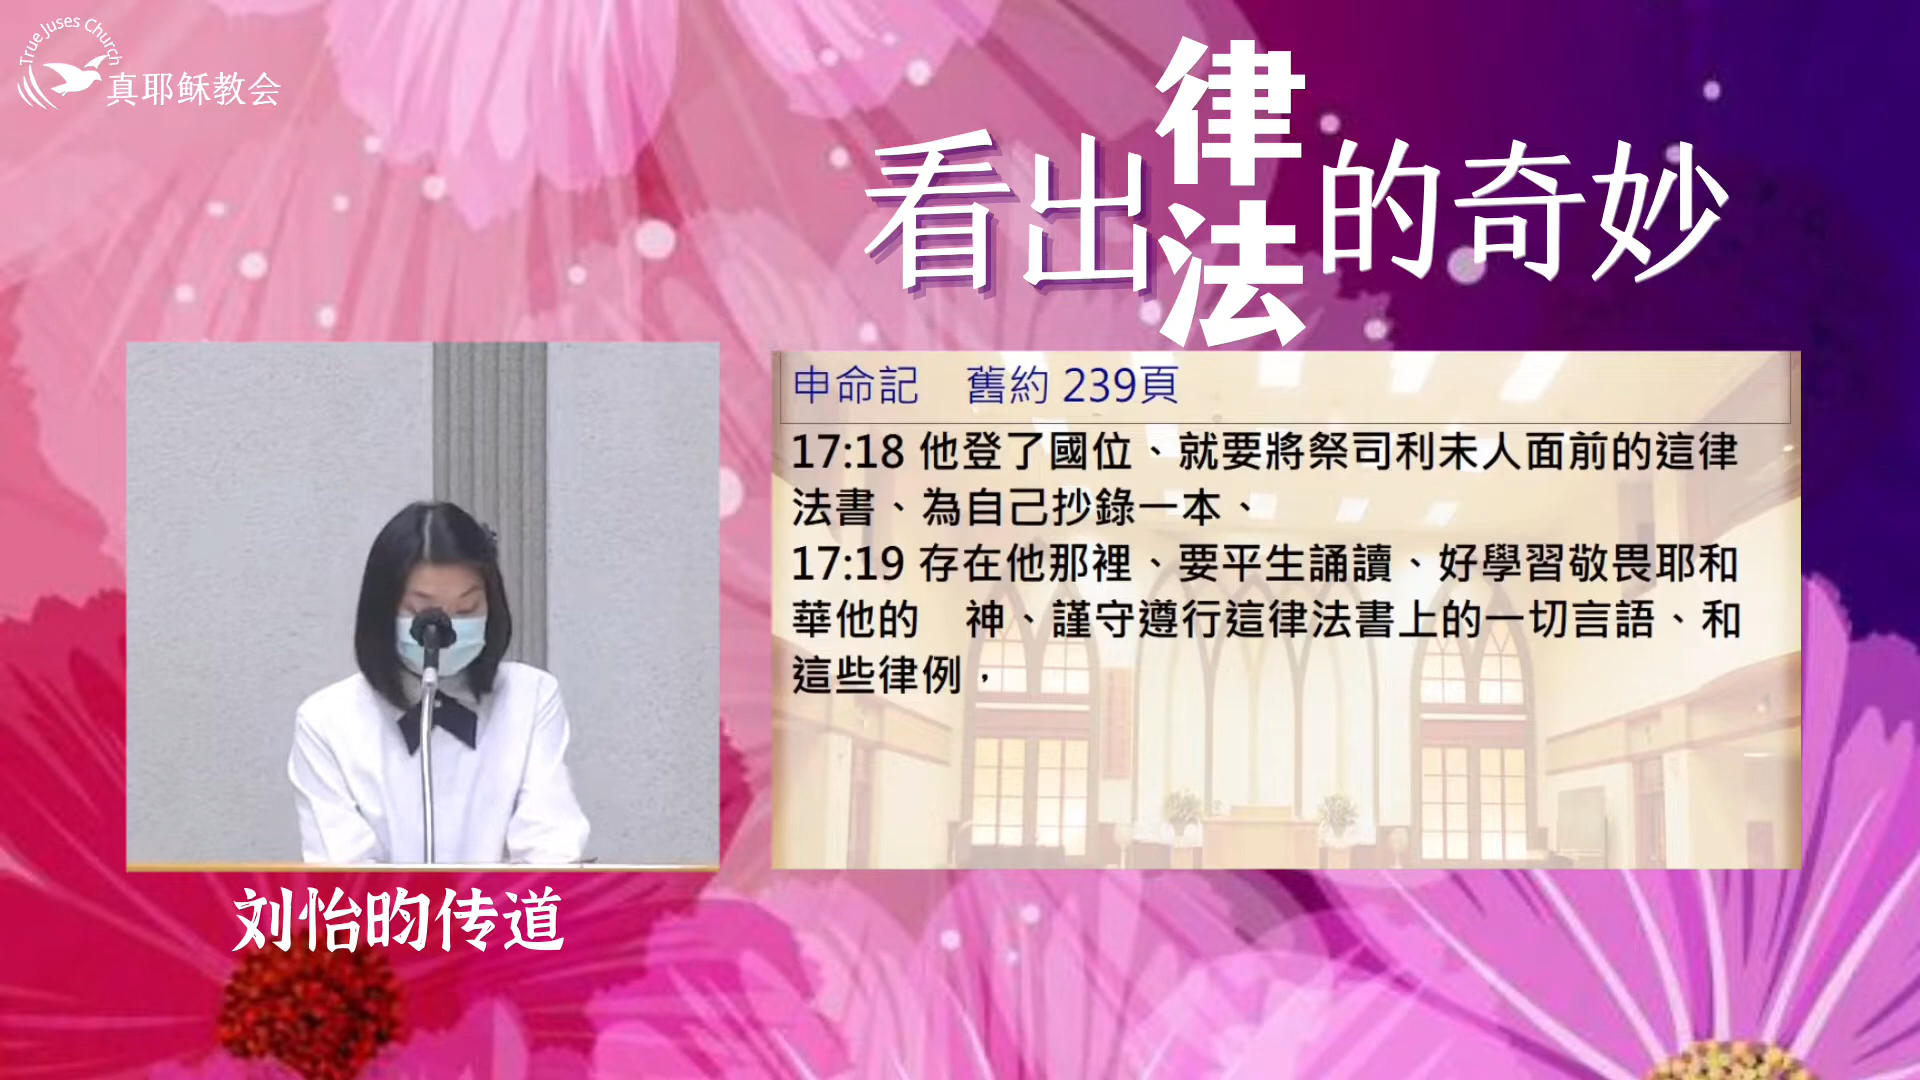 True Juses Church
真耶稣教会
看出律法的奇妙
申命記 舊約 239頁
17:18 他登了國位、就要將祭司利未人面前的這律
法書、為自己抄錄一本、
17:19 存在他那裡、要平生誦讀、好學習敬畏耶和
華他的 神、謹守遵行這律法書上的一切言語、和
這些律例，
刘怡昀传道